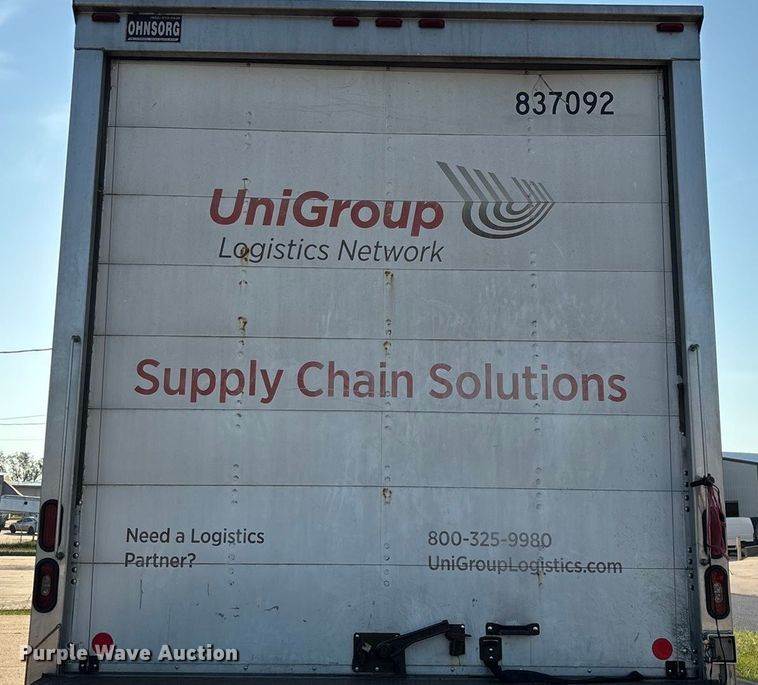 OHNSORG
837092
UniGroup
Logistics Network
Supply Chain Solutions
Need a Logistics
Partner?
800-325-9980
UniGroupLogistics.com
Purple Wave Auction